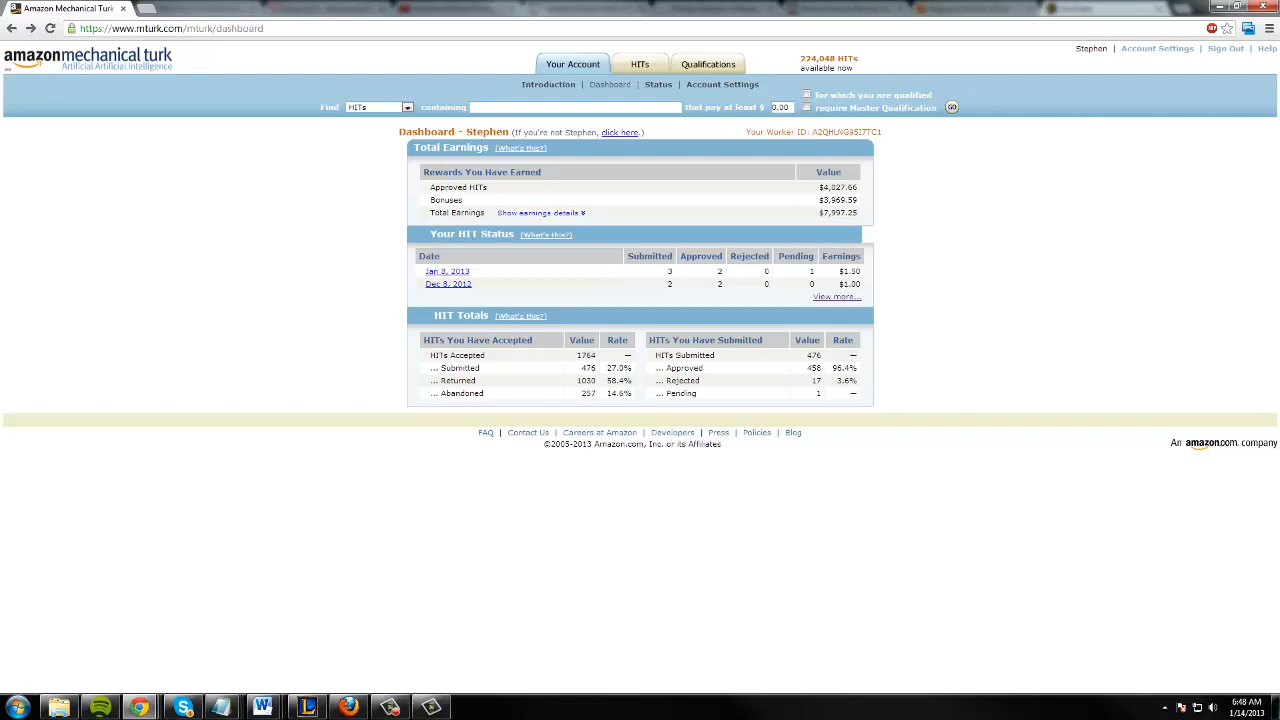 Amazon Mechanical Turk
https://www.mturk.com/mturk/dashboard
amazonmechanical turk
Artificial Artificial Intelligence
Your Account HITs Qualifications
224,048 HITs
available now
Stephen | Account Settings | Sign Out | Help
Introduction | Dashboard | Status | Account Settings
Find HITs containing that pay at least $ 0.00
for which you are qualified
require Master Qualification
GO
Dashboard - Stephen (If you're not Stephen, click here.)
Your Worker ID: A2QHLNG95I7TC1
Total Earnings (What's this?)
Rewards You Have Earned Value
Approved HITs $4,027.66
Bonuses $3,969.59
Total Earnings Show earnings details $7,997.25
Your HIT Status (What's this?)
Date Submitted Approved Rejected Pending Earnings
Jan 8, 2013 3 2 0 1 $1.50
Dec 8, 2012 2 2 0 0 $1.00
View more...
HIT Totals (What's this?)
HITs You Have Accepted Value Rate
HITs Accepted 1764 —
... Submitted 476 27.0%
... Returned 1030 58.4%
... Abandoned 257 14.6%
HITs You Have Submitted Value Rate
HITs Submitted 476 —
... Approved 458 96.4%
... Rejected 17 3.6%
... Pending 1 —
FAQ | Contact Us | Careers at Amazon | Developers | Press | Policies | Blog
©2005-2013 Amazon.com, Inc. or its Affiliates
An amazon.com. company
6:48 AM
1/14/2013